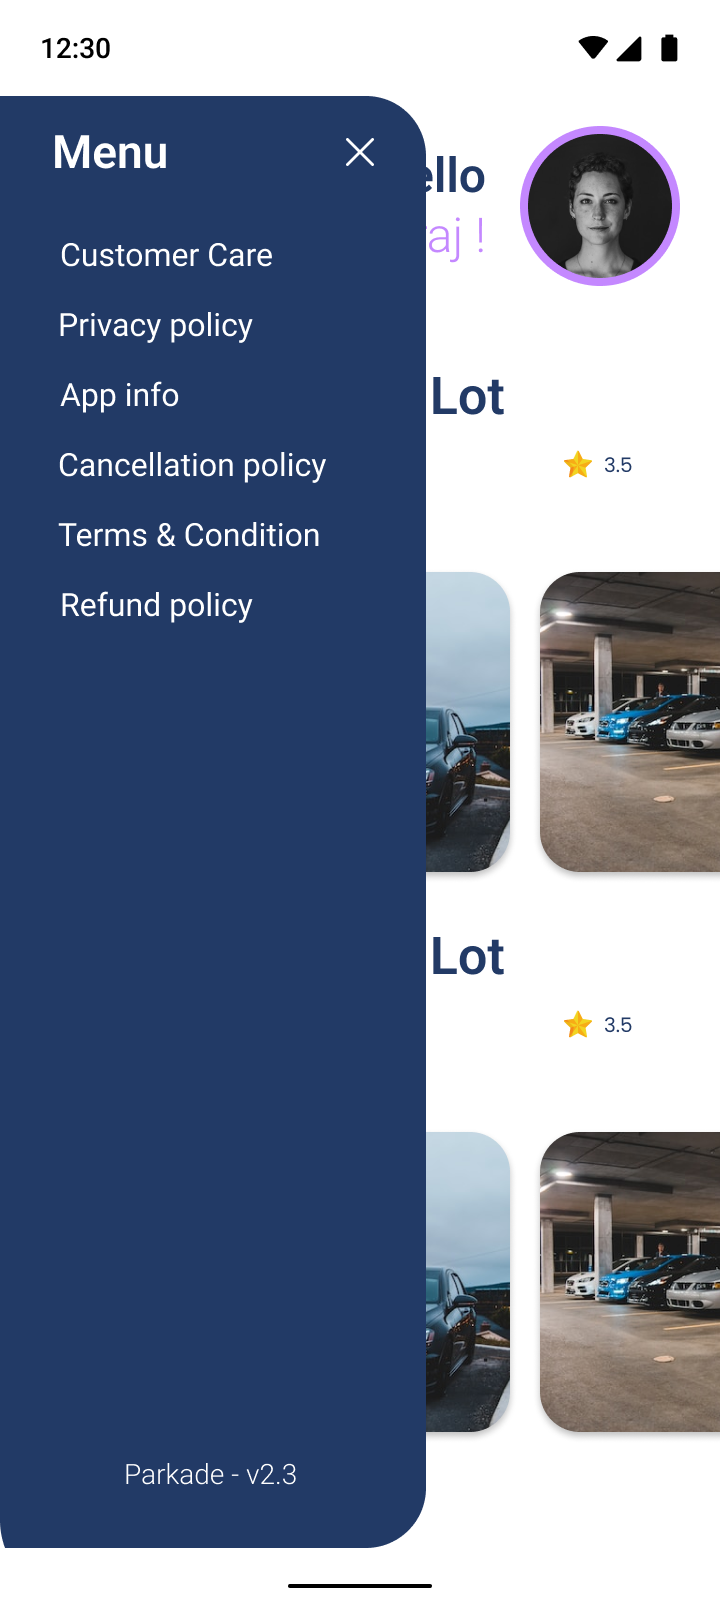 12:30
Menu
ello
aj !
Customer Care
Privacy policy
App info
Lot
Cancellation policy
3.5
Terms & Condition
Refund policy
Lot
3.5
Parkade - v2.3